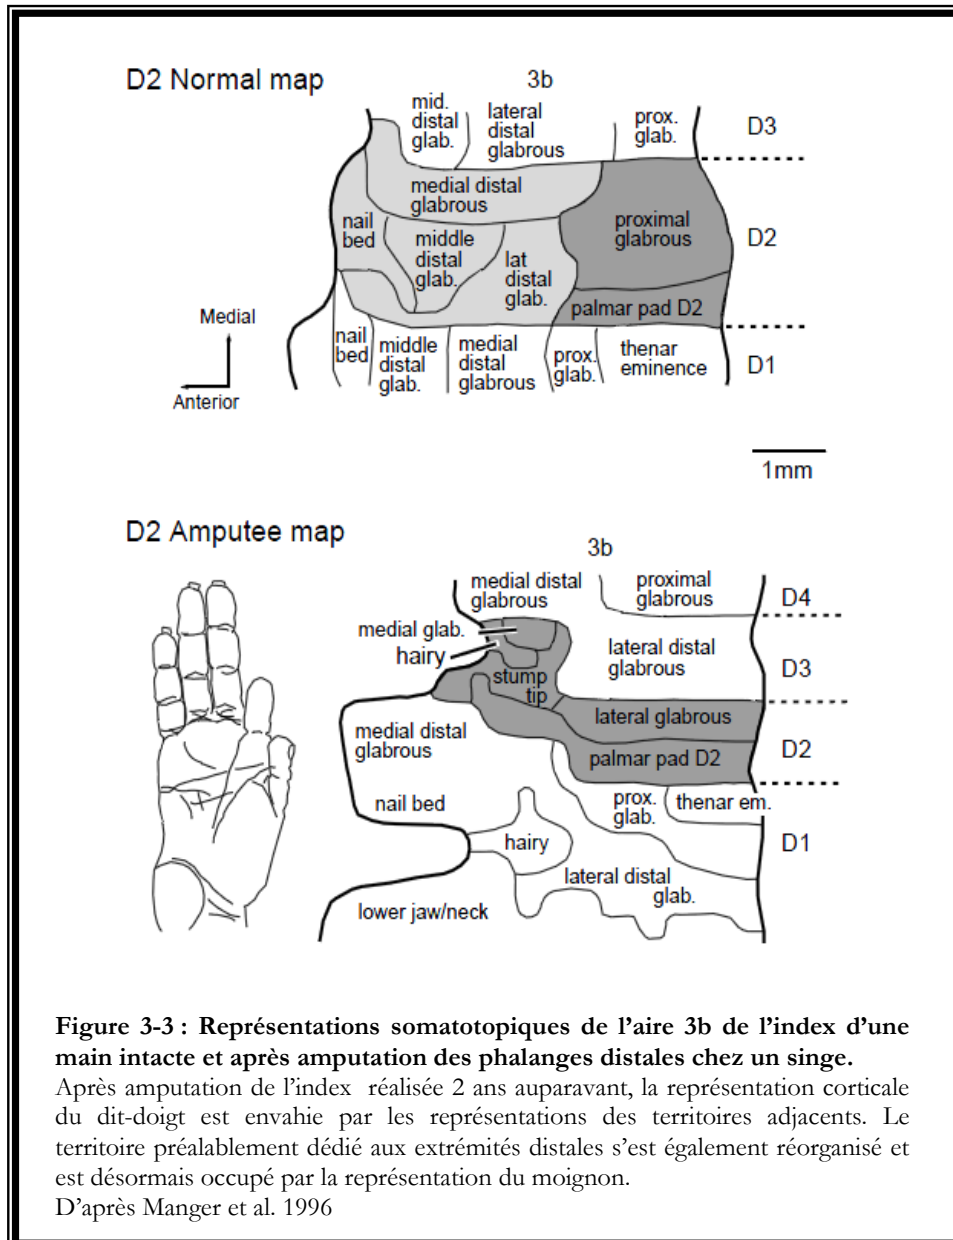 D2 Normal map
3b
mid.
distal
glab.
lateral
distal
glabrous
prox.
glab.
D3
medial distal
glabrous
nail
bed
middle
distal
glab.
lat
distal
glab.
proximal
glabrous
D2
palmar pad D2
Medial
Anterior
nail
bed
middle
distal
glab.
medial
distal
glabrous
prox.
glab.
thenar
eminence
D1
1mm
D2 Amputee map
3b
medial distal
glabrous
proximal
glabrous
D4
medial glab.
hairy
lateral distal
glabrous
D3
stump
tip
lateral glabrous
medial distal
glabrous
palmar pad D2
D2
nail bed
prox.
glab.
thenar em.
hairy
D1
lateral distal
glab.
lower jaw/neck
Figure 3-3 : Représentations somatotopiques de l’aire 3b de l’index d’une
main intacte et après amputation des phalanges distales chez un singe.
Après amputation de l’index réalisée 2 ans auparavant, la représentation corticale
du dit-doigt est envahie par les représentations des territoires adjacents. Le
territoire préalablement dédié aux extrémités distales s’est également réorganisé et
est désormais occupé par la représentation du moignon.
D’après Manger et al. 1996